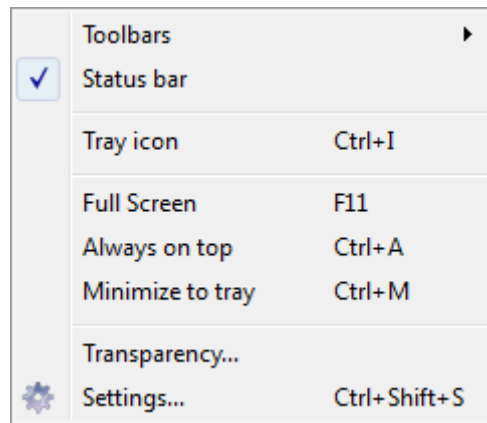 Toolbars
Status bar
Tray icon Ctrl+I
Full Screen F11
Always on top Ctrl+A
Minimize to tray Ctrl+M
Transparency...
Settings... Ctrl+Shift+S